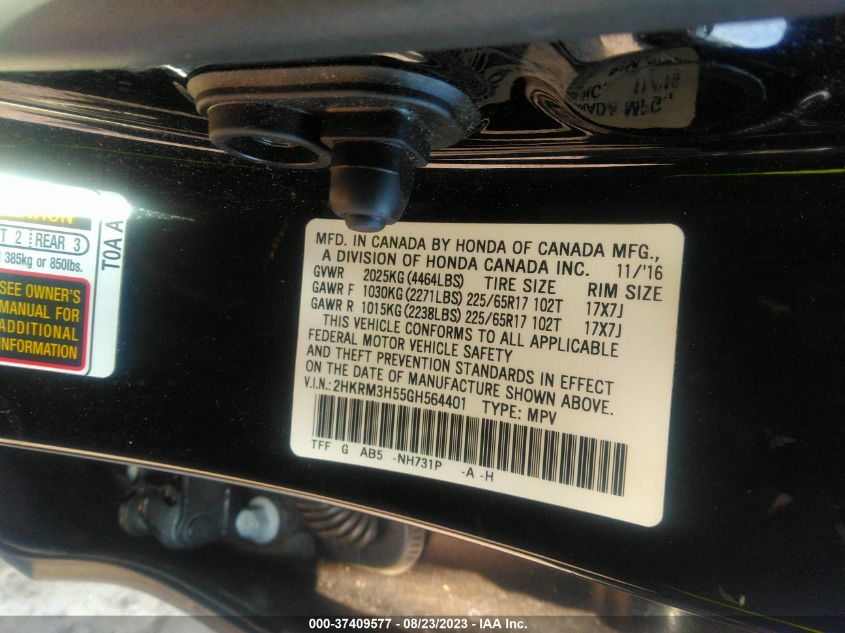 MFD. IN CANADA BY HONDA OF CANADA MFG.,
A DIVISION OF HONDA CANADA INC. 11/'16
GVWR 2025KG(4464LBS) TIRE SIZE RIM SIZE
GAWR F 1030KG(2271LBS) 225/65R17 102T 17X7J
GAWR R 1015KG(2238LBS) 225/65R17 102T 17X7J
THIS VEHICLE CONFORMS TO ALL APPLICABLE
FEDERAL MOTOR VEHICLE SAFETY
AND THEFT PREVENTION STANDARDS IN EFFECT
ON THE DATE OF MANUFACTURE SHOWN ABOVE.
V.I.N.: 2HKRM3H55GH564401 TYPE: MPV
TFF G AB5 -NH731P -A -H
T 2 REAR 3
385kg or 850lbs.
SEE OWNER'S
MANUAL FOR
ADDITIONAL
INFORMATION
T0A A
000-37409577 - 08/23/2023 - IAA Inc.